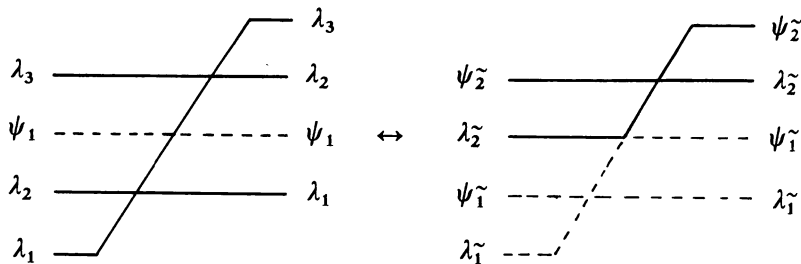 λ₃ ψ₂~
λ₃ λ₂ ψ₂~ λ₂~
ψ₁ ψ₁ ↔ λ₂~ ψ₁~
λ₂ λ₁ ψ₁~ λ₁~
λ₁ λ₁~